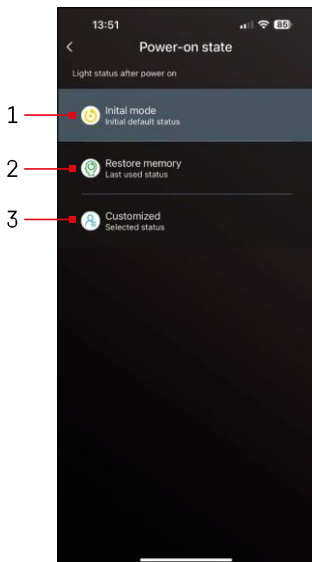 13:51
85
Power-on state
Light status after power on
1
Inital mode
Initial default status
2
Restore memory
Last used status
3
Customized
Selected status